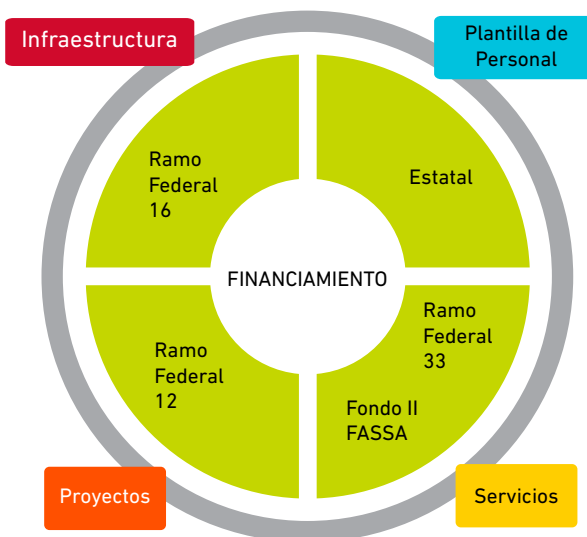 Infraestructura
Plantilla de
Personal
Ramo
Federal
16
Estatal
FINANCIAMIENTO
Ramo
Federal
12
Ramo
Federal
33
Fondo II
FASSA
Proyectos
Servicios